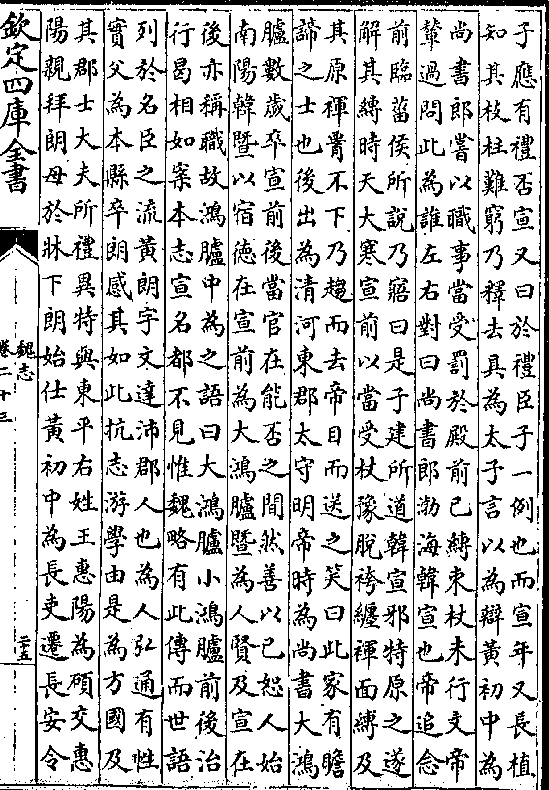 子應有禮否宣又曰於禮臣子一例也而宣年又長植
知其枝柱難窮乃釋去具為太子言以為辯黃初中為
尚書郎嘗以職事當受罰於殿前已縛束杖未行文帝
輦過問此為誰左右對曰尚書郎渤海韓宣也帝追念
前臨菑侯所說乃寤曰是子建所道韓宣邪特原之遂
解其縛時天大寒宣前以當受杖豫脫袴纏褌面縛及
其原褌𦝫不下乃趨而去帝目而送之笑曰此家有瞻
諦之士也後出為清河東郡太守明帝時為尚書大鴻
臚數歲卒宣前後當官在能否之間然善以己恕人始
南陽韓暨以宿德在宣前為大鴻臚暨為人賢及宣在
後亦稱職故鴻臚中為之語曰大鴻臚小鴻臚前後治
行曷相如案本志宣名都不見惟魏略有此傳而世語
列於名臣之流黃朗字文達沛郡人也為人弘通有性
實父為本縣卒朗感其如此抗志游學由是為方國及
其郡士大夫所禮異特與東平右姓王惠陽為碩交惠
陽親拜朗母於牀下朗始仕黃初中為長吏遷長安令
欽定四庫全書
魏志
卷二十三
二十五